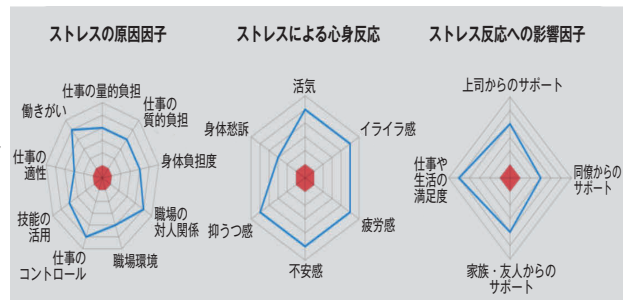 ストレスの原因因子
仕事の量的負担
仕事の
質的負担
身体負担度
職場の
対人関係
職場環境
仕事の
コントロール
技能の
活用
仕事の
適性
働きがい
ストレスによる心身反応
活気
イライラ感
疲労感
不安感
抑うつ感
身体愁訴
ストレス反応への影響因子
上司からのサポート
同僚からの
サポート
家族・友人からの
サポート
仕事や
生活の
満足度